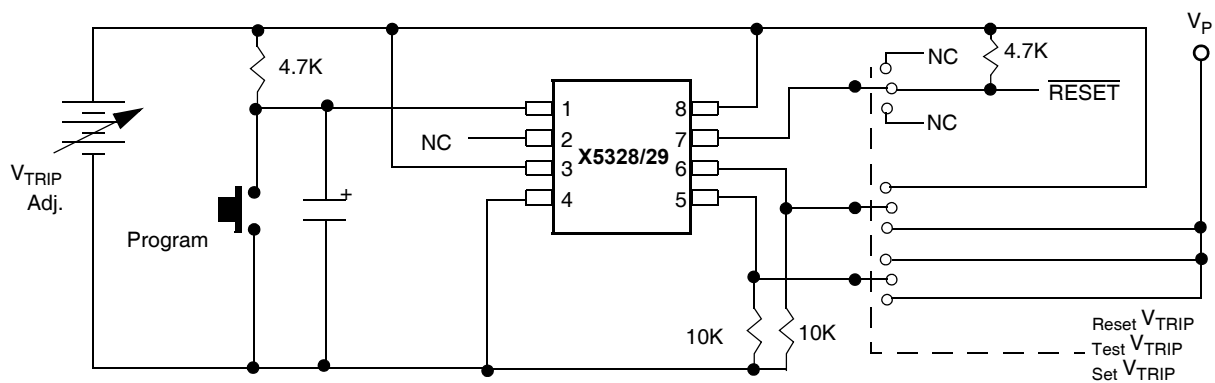 V_P
4.7K
NC
4.7K
RESET
NC
1
8
NC
2
7
X5328/29
3
6
4
5
V_TRIP
Adj.
+
Program
10K
10K
Reset V_TRIP
Test V_TRIP
Set V_TRIP